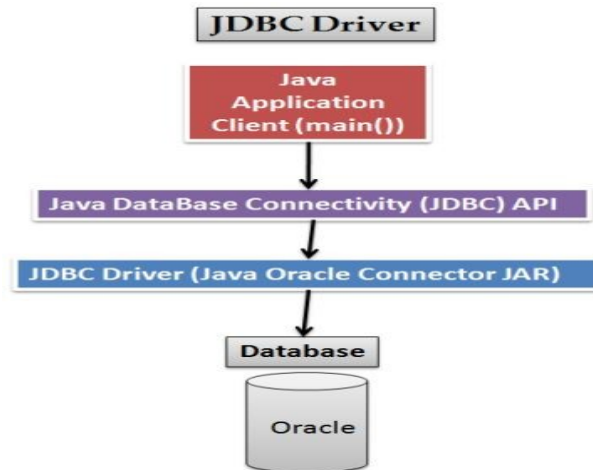 JDBC Driver
Java
Application
Client (main())
Java DataBase Connectivity (JDBC) API
JDBC Driver (Java Oracle Connector JAR)
Database
Oracle